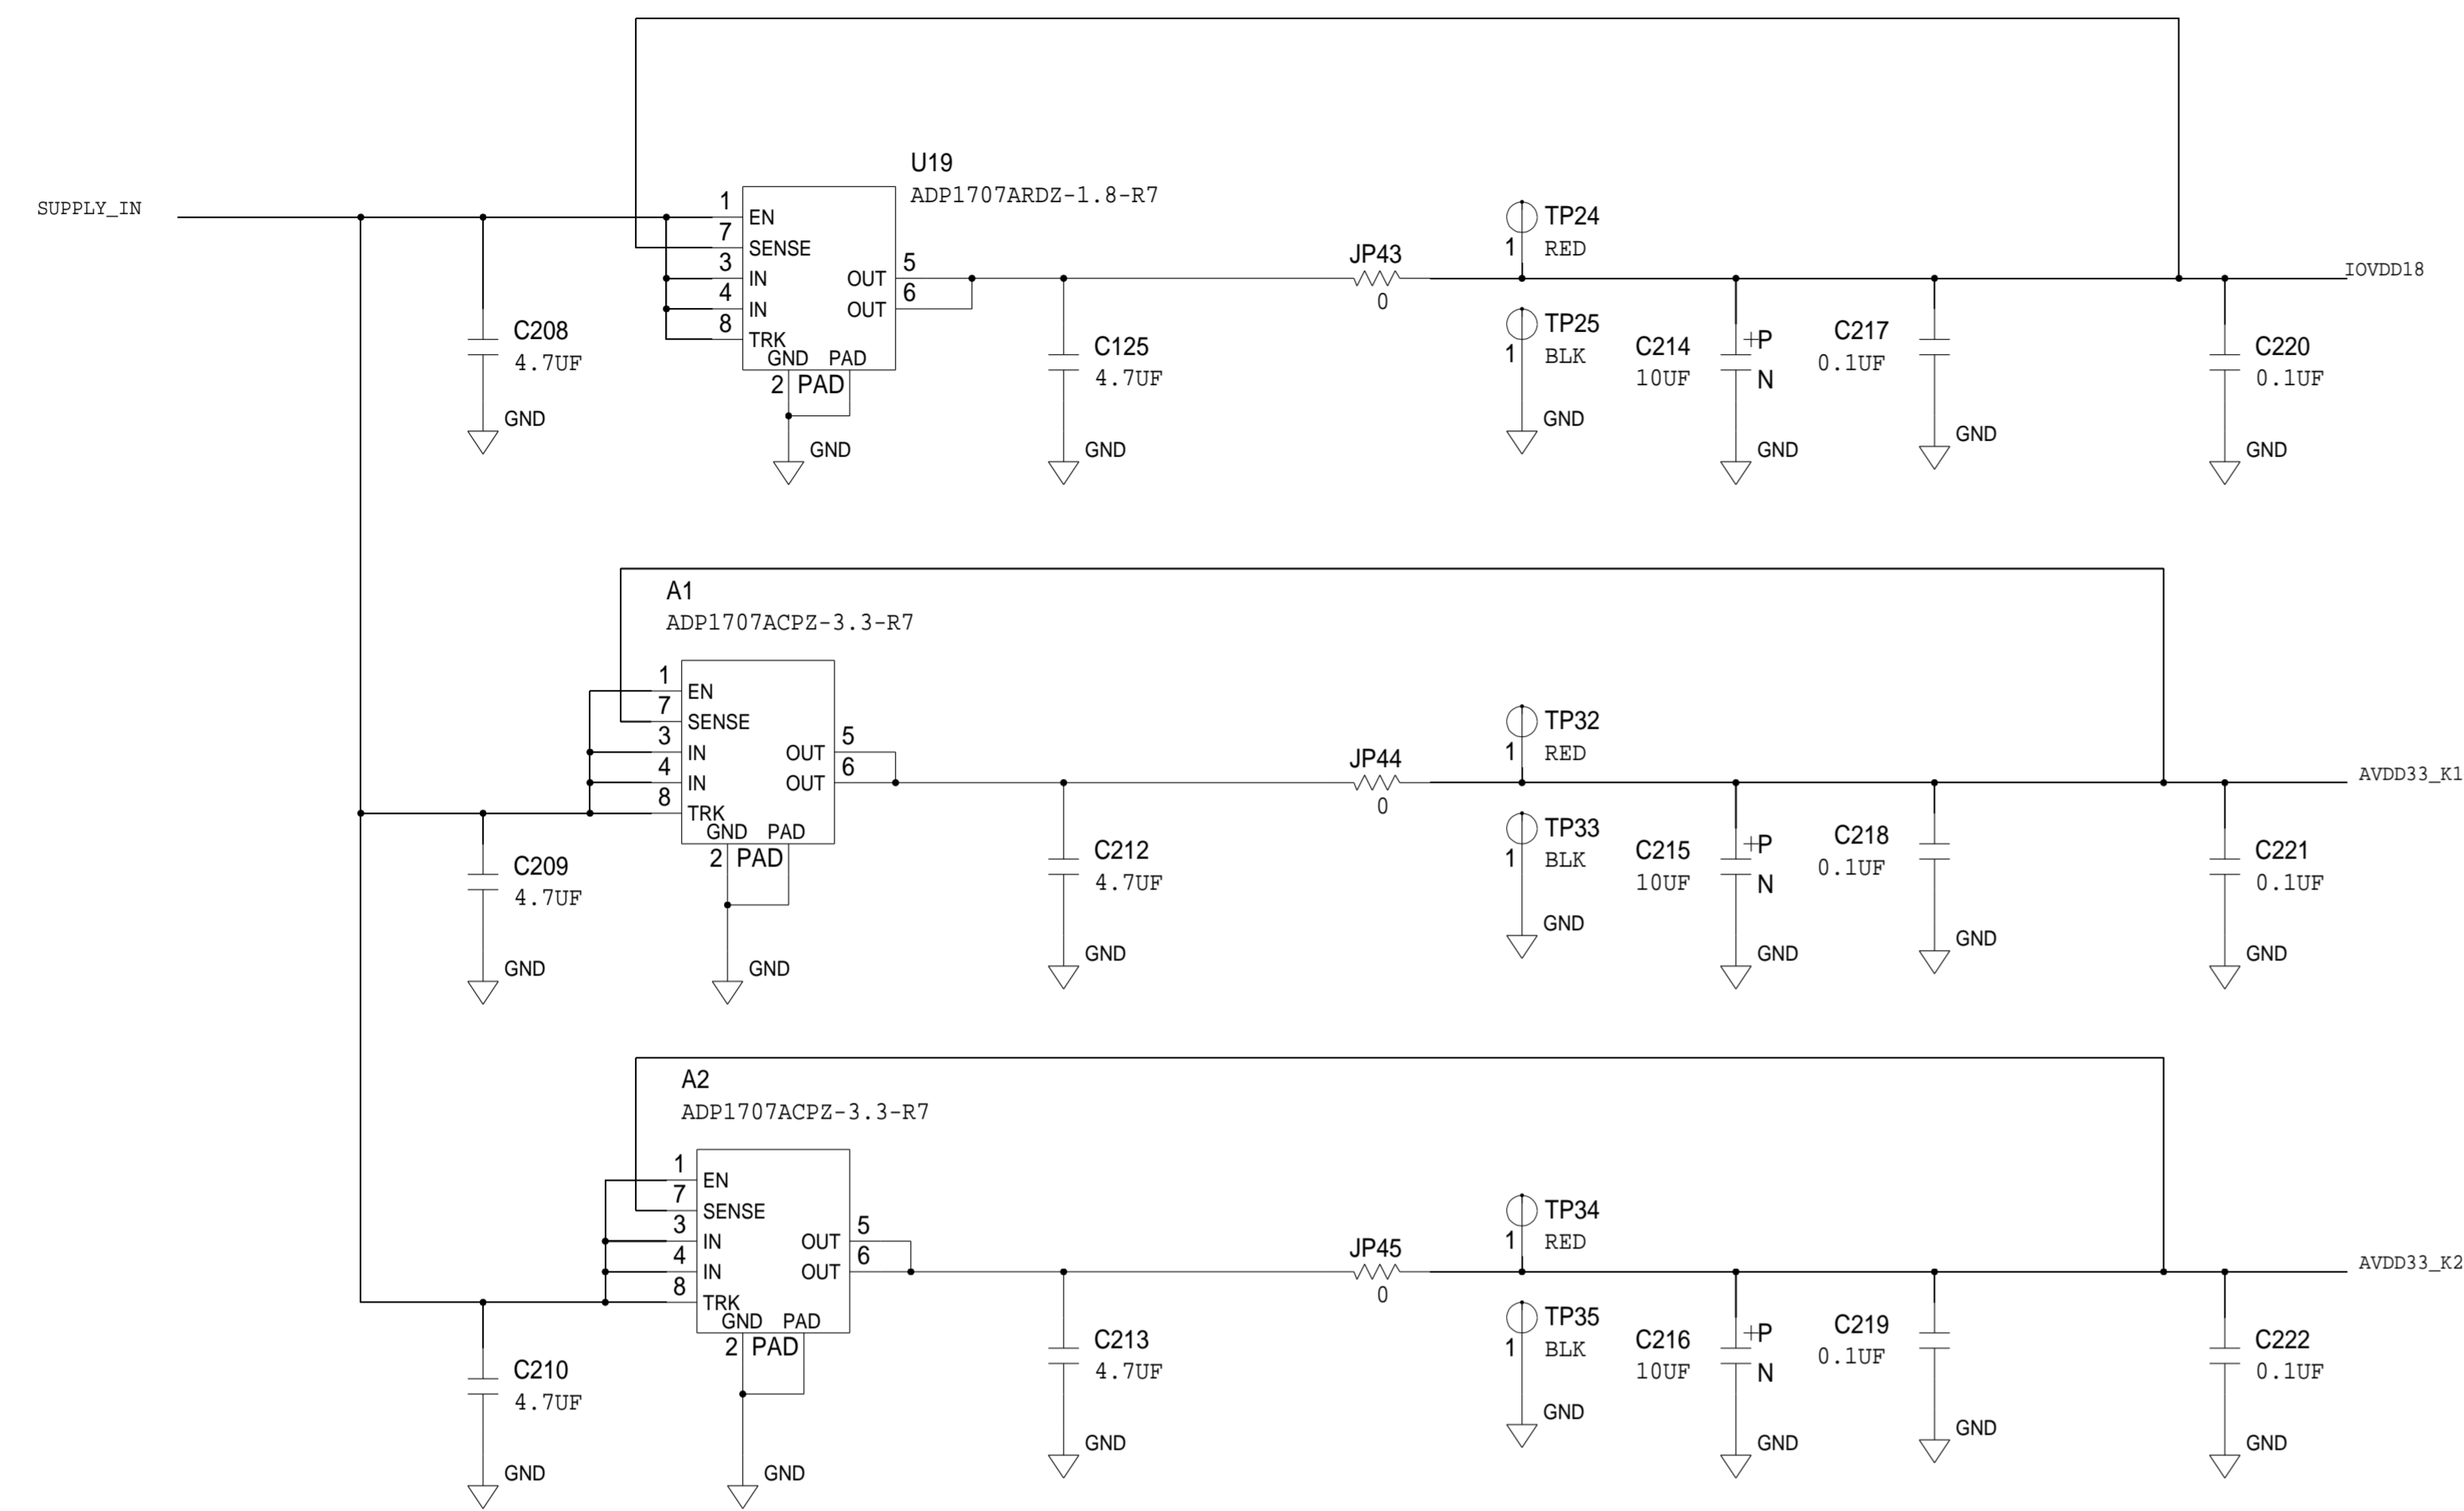 U19
ADP1707ARDZ-1.8-R7
SUPPLY_IN
1
EN
7
SENSE
3
IN
4
IN
8
TRK
OUT
5
OUT
6
GND PAD
2 PAD
GND
C208
4.7UF
GND
C125
4.7UF
GND
JP43
0
TP24
1
RED
TP25
1
BLK
GND
C214
10UF
+P
N
GND
C217
0.1UF
GND
C220
0.1UF
GND
IOVDD18
A1
ADP1707ACPZ-3.3-R7
1
EN
7
SENSE
3
IN
4
IN
8
TRK
OUT
5
OUT
6
GND PAD
2 PAD
GND
C209
4.7UF
GND
C212
4.7UF
GND
JP44
0
TP32
1
RED
TP33
1
BLK
GND
C215
10UF
+P
N
GND
C218
0.1UF
GND
C221
0.1UF
GND
AVDD33_K1
A2
ADP1707ACPZ-3.3-R7
1
EN
7
SENSE
3
IN
4
IN
8
TRK
OUT
5
OUT
6
GND PAD
2 PAD
GND
C210
4.7UF
GND
C213
4.7UF
GND
JP45
0
TP34
1
RED
TP35
1
BLK
GND
C216
10UF
+P
N
GND
C219
0.1UF
GND
C222
0.1UF
GND
AVDD33_K2